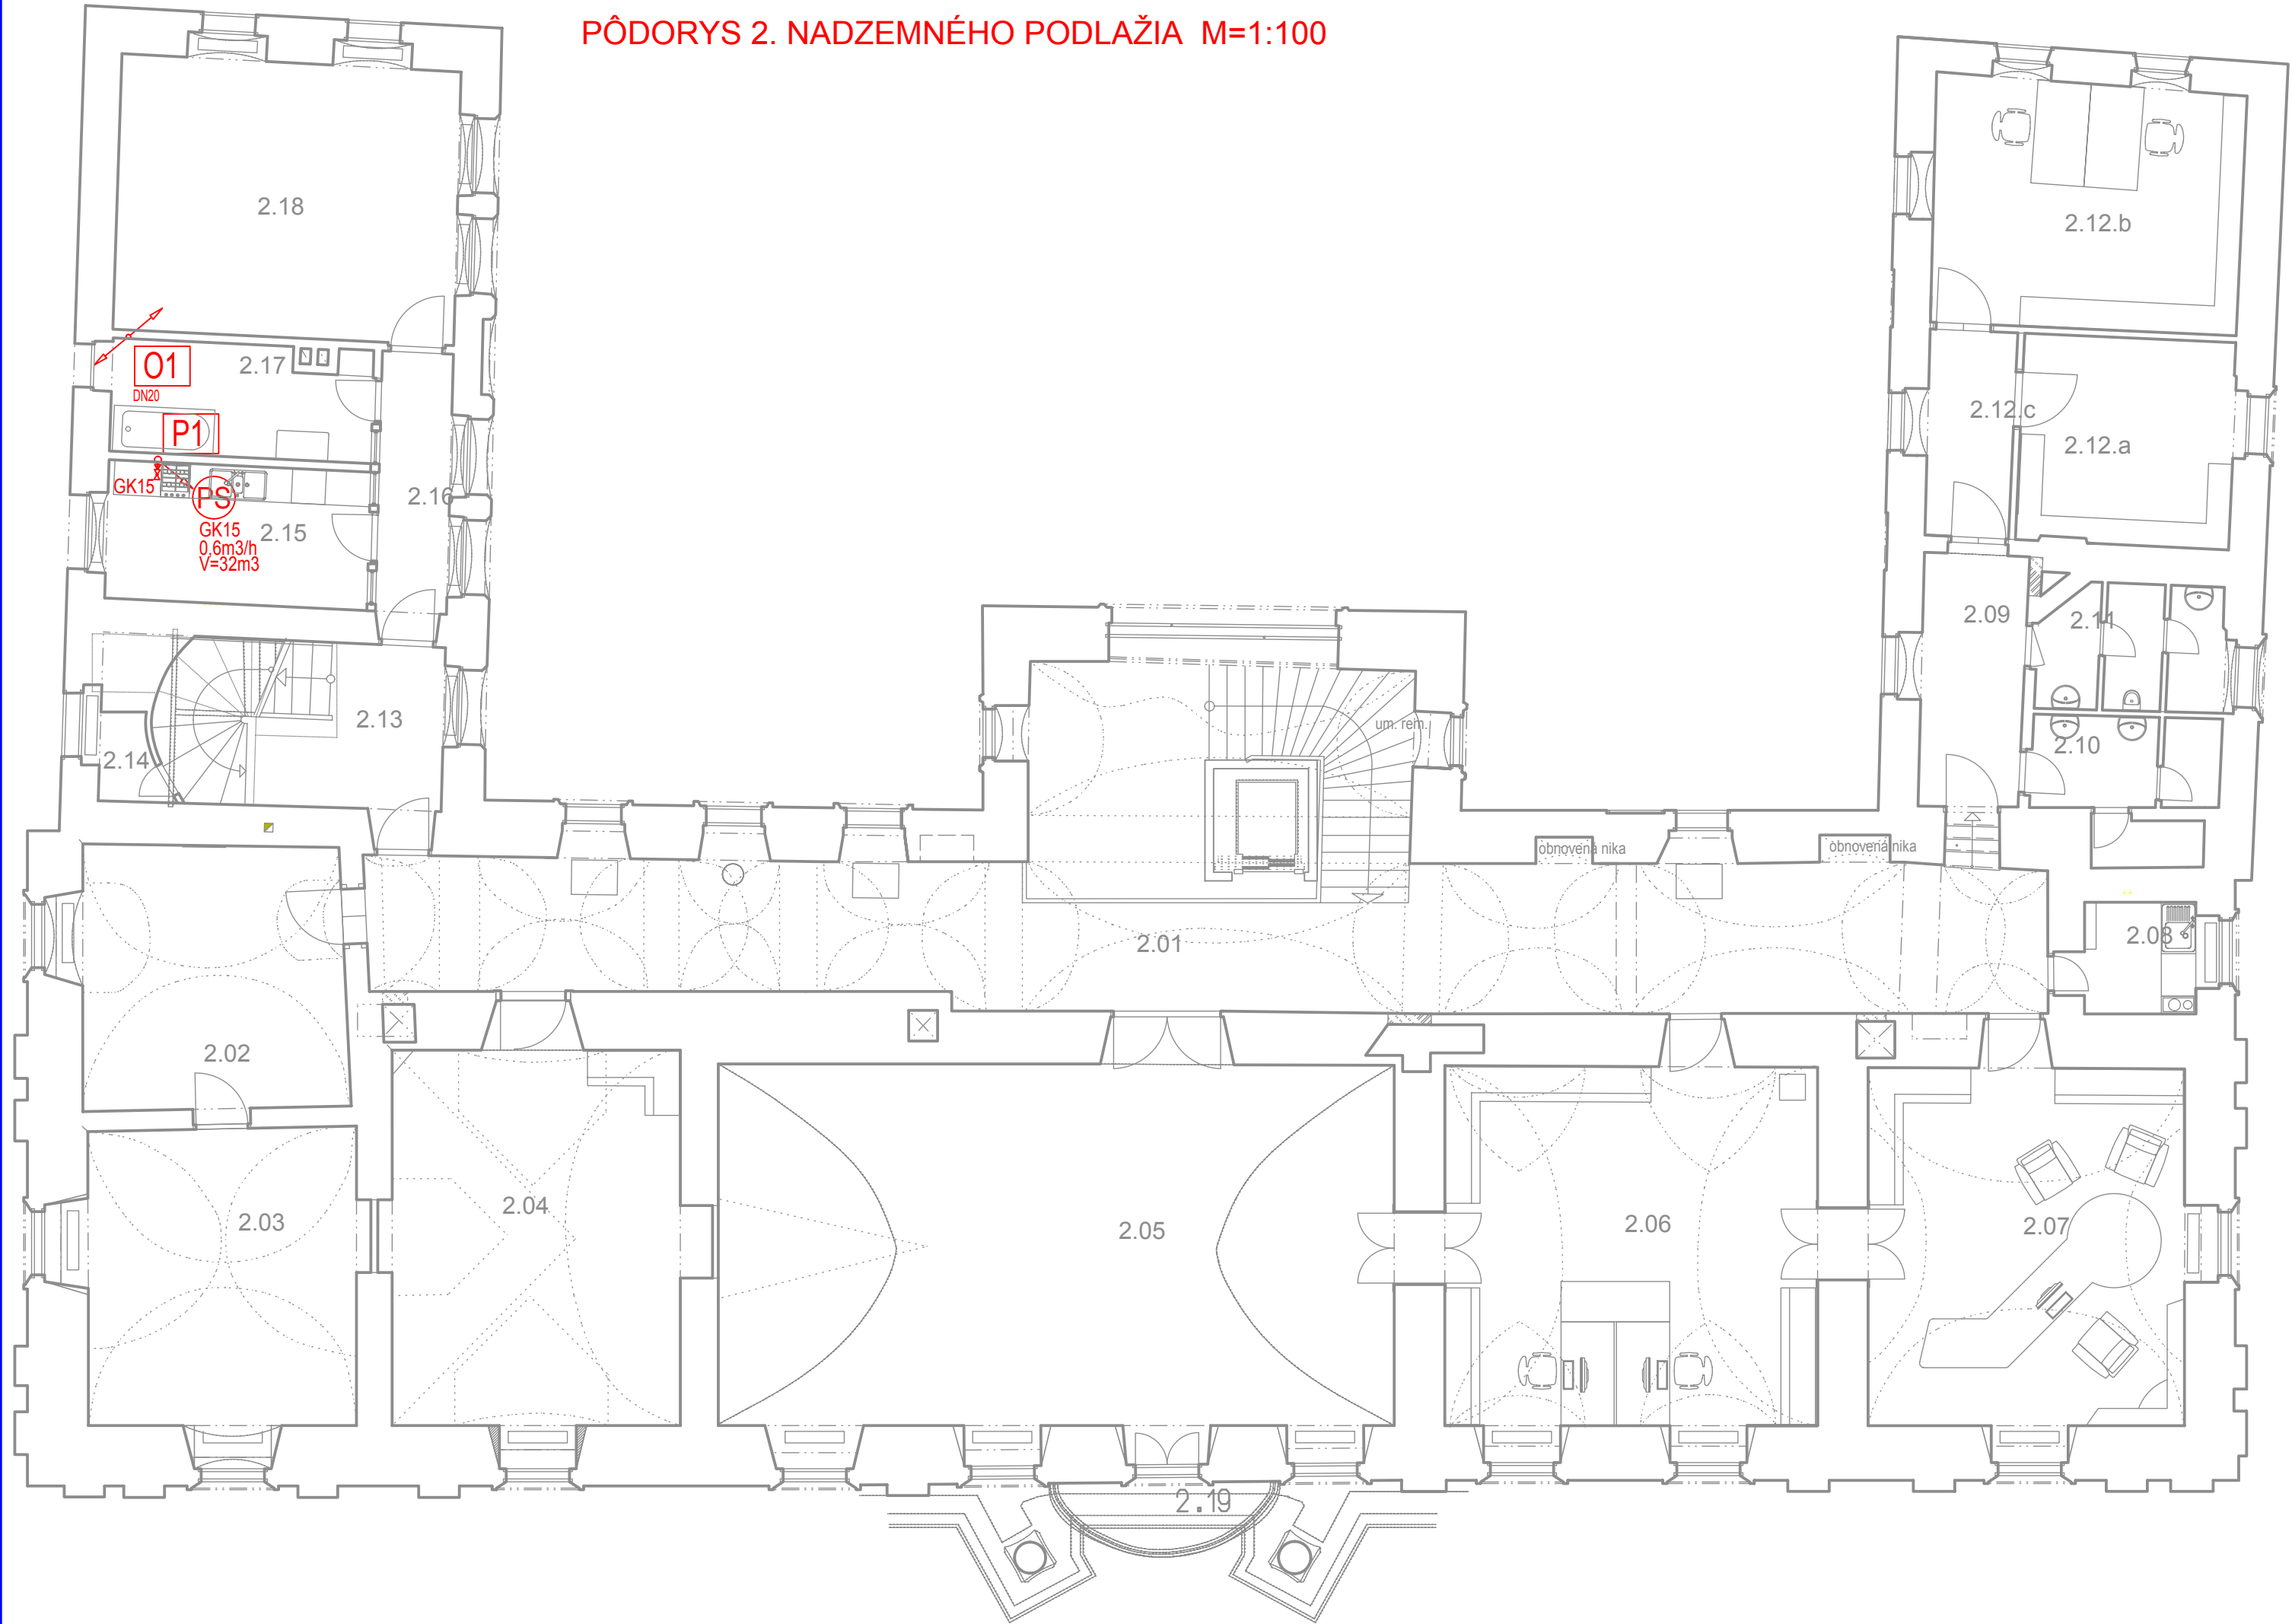 PÔDORYS 2. NADZEMNÉHO PODLAŽIA M=1:100
2.18
2.12.b
O1
2.17
DN20
P1
2.12.c
2.12.a
GK15
PS
2.16
GK15
2.15
0,6m3/h
V=32m3
2.09
2.11
2.13
um. rem.
2.14
2.10
obnovená nika
obnovená nika
2.01
2.08
2.02
2.03
2.04
2.05
2.06
2.07
2.19